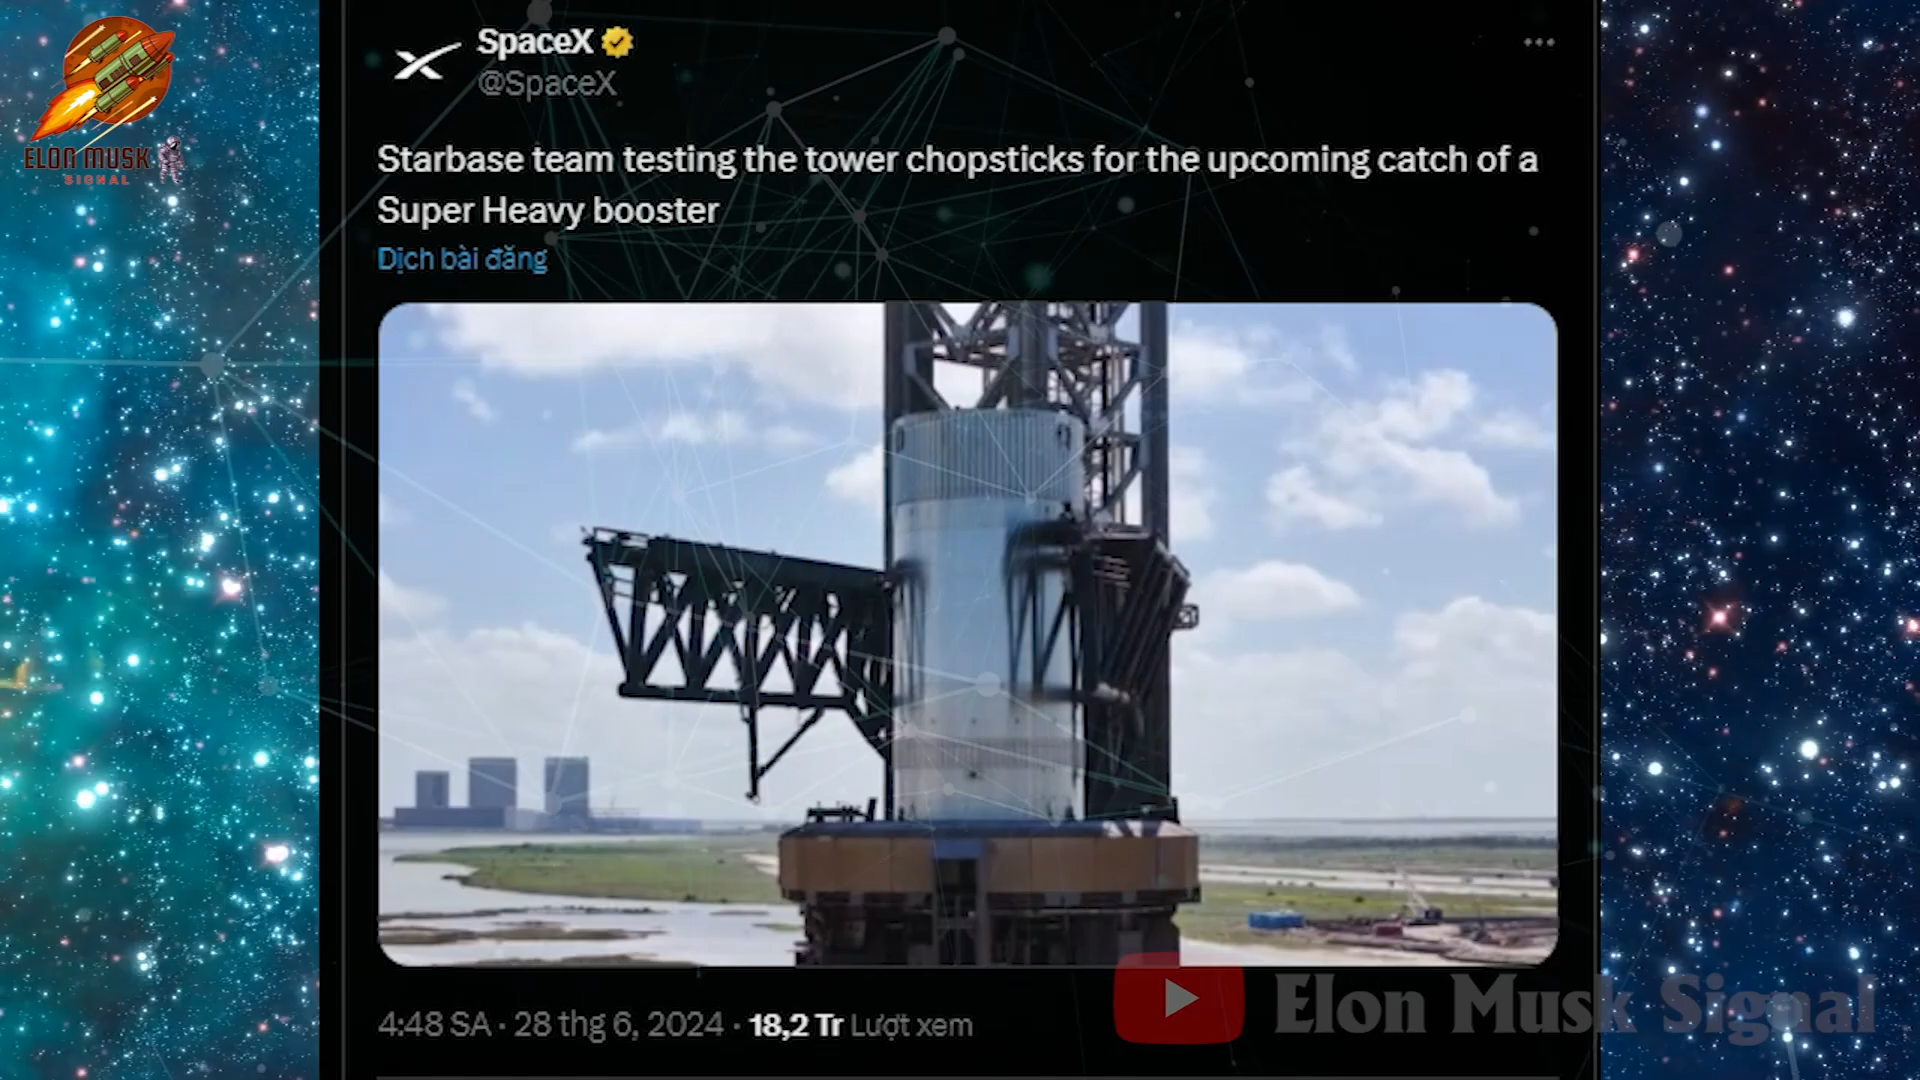 ELON MUSK
SIGNAL
SpaceX
@SpaceX
Starbase team testing the tower chopsticks for the upcoming catch of a
Super Heavy booster
Dịch bài đăng
4:48 SA · 28 thg 6, 2024 · 18,2 Tr Lượt xem
Elon Musk Signal